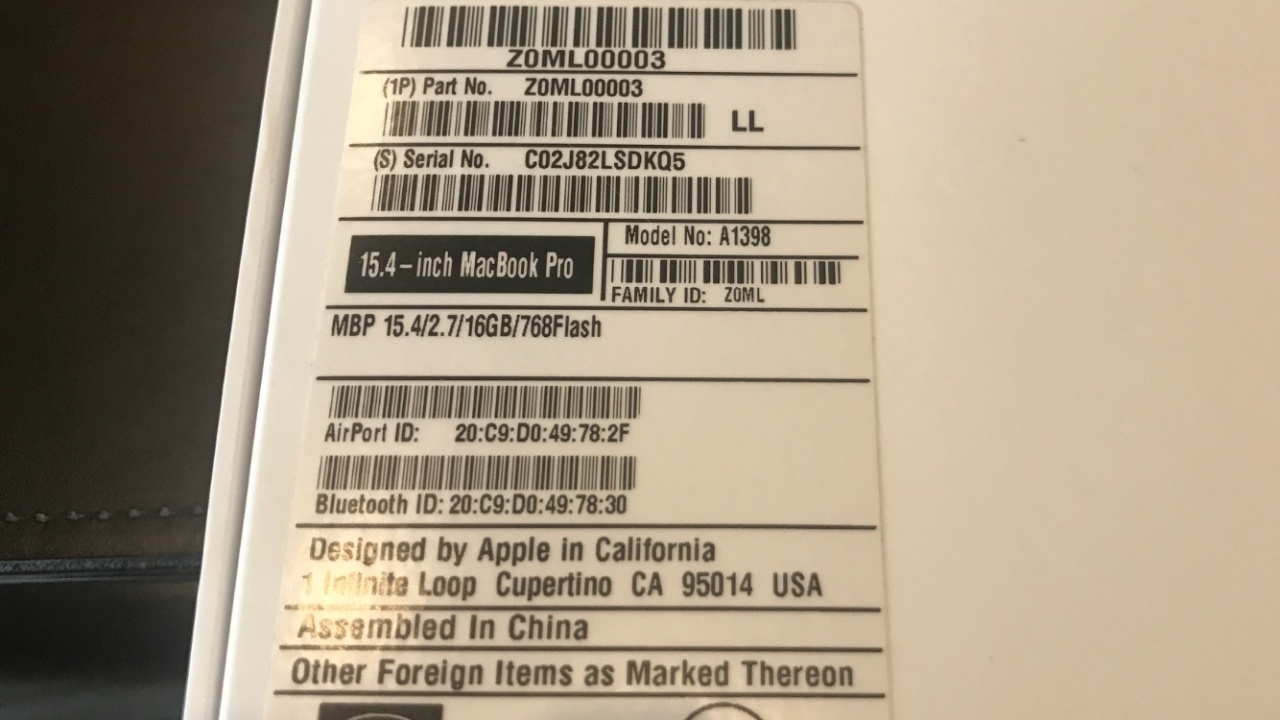 Z0ML00003
(1P) Part No. Z0ML00003
LL
(S) Serial No. C02J82LSDKQ5
15.4-inch MacBook Pro
Model No: A1398
FAMILY ID: Z0ML
MBP 15.4/2.7/16GB/768Flash
AirPort ID: 20:C9:D0:49:78:2F
Bluetooth ID: 20:C9:D0:49:78:30
Designed by Apple in California
1 Infinite Loop Cupertino CA 95014 USA
Assembled In China
Other Foreign Items as Marked Thereon